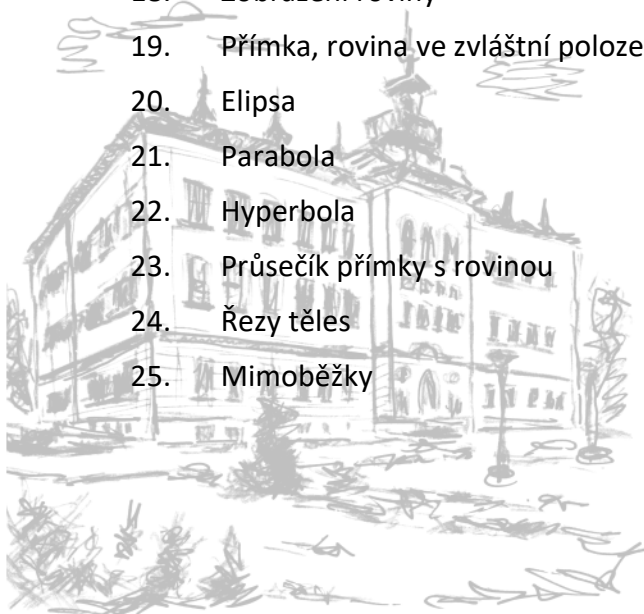 19. Přímka, rovina ve zvláštní poloze
20. Elipsa
21. Parabola
22. Hyperbola
23. Průsečík přímky s rovinou
24. Řezy těles
25. Mimoběžky